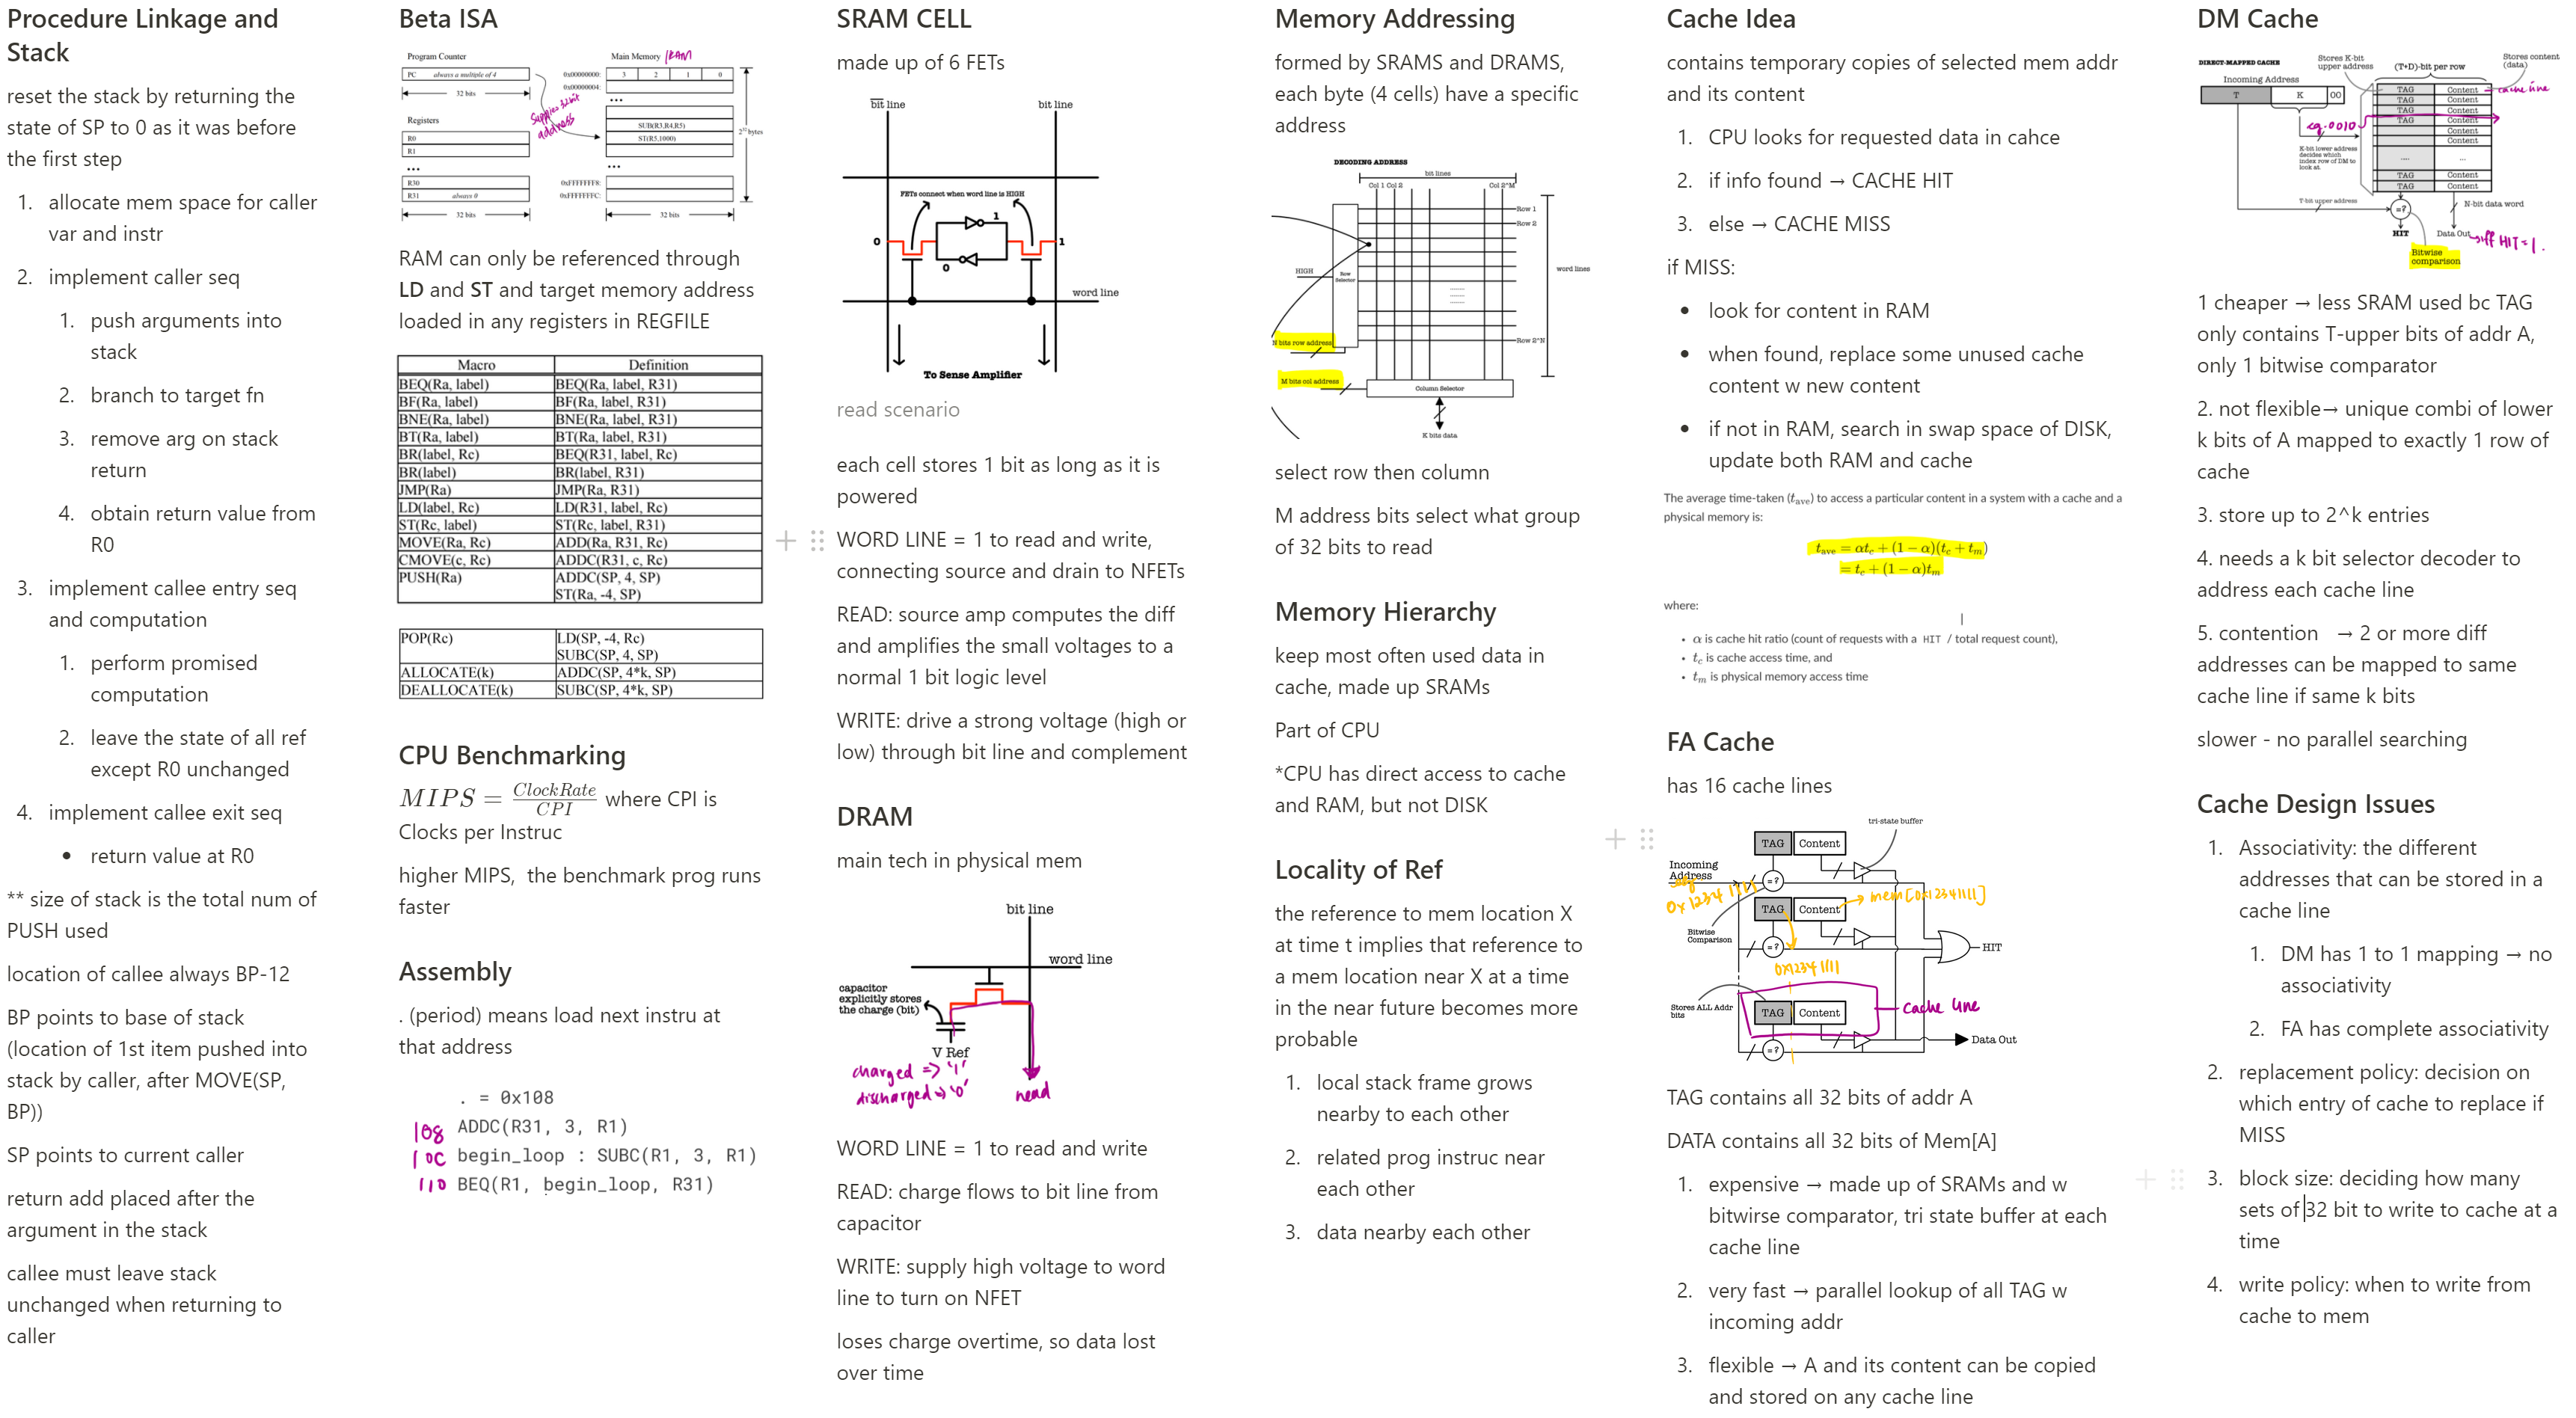 Procedure Linkage and
Stack
reset the stack by returning the
state of SP to 0 as it was before
the first step
1. allocate mem space for caller
var and instr
2. implement caller seq
1. push arguments into
stack
2. branch to target fn
3. remove arg on stack
return
4. obtain return value from
R0
3. implement callee entry seq
and computation
1. perform promised
computation
2. leave the state of all ref
except R0 unchanged
4. implement callee exit seq
• return value at R0
** size of stack is the total num of
PUSH used
location of callee always BP-12
BP points to base of stack
(location of 1st item pushed into
stack by caller, after MOVE(SP,
BP))
SP points to current caller
return add placed after the
argument in the stack
callee must leave stack
unchanged when returning to
caller
Beta ISA
Program Counter
PC always a multiple of 4
32 bits
Registers
R0
R1
•••
R30
R31 always 0
32 bits
Supplies 32bit
address
Main Memory /RAM
0x00000000: 3 2 1 0
0x00000004:
•••
SUB(R3,R4,R5)
ST(R5,1000)
•••
0xFFFFFFF8:
0xFFFFFFFC:
32 bits
2^32 bytes
RAM can only be referenced through
LD and ST and target memory address
loaded in any registers in REGFILE
Macro Definition
BEQ(Ra, label) BEQ(Ra, label, R31)
BF(Ra, label) BF(Ra, label, R31)
BNE(Ra, label) BNE(Ra, label, R31)
BT(Ra, label) BT(Ra, label, R31)
BR(label, Rc) BEQ(R31, label, Rc)
BR(label) BR(label, R31)
JMP(Ra) JMP(Ra, R31)
LD(label, Rc) LD(R31, label, Rc)
ST(Rc, label) ST(Rc, label, R31)
MOVE(Ra, Rc) ADD(Ra, R31, Rc)
CMOVE(c, Rc) ADDC(R31, c, Rc)
PUSH(Ra) ADDC(SP, 4, SP)
ST(Ra, -4, SP)
POP(Rc) LD(SP, -4, Rc)
SUBC(SP, 4, SP)
ALLOCATE(k) ADDC(SP, 4*k, SP)
DEALLOCATE(k) SUBC(SP, 4*k, SP)
CPU Benchmarking
MIPS = ClockRate/CPI where CPI is
Clocks per Instruc
higher MIPS, the benchmark prog runs
faster
Assembly
. (period) means load next instru at
that address
. = 0x108
108 ADDC(R31, 3, R1)
10C begin_loop : SUBC(R1, 3, R1)
110 BEQ(R1, begin_loop, R31)
SRAM CELL
made up of 6 FETs
bit line
bit line
FETs connect when word line is HIGH
1
0
1
0
word line
To Sense Amplifier
read scenario
each cell stores 1 bit as long as it is
powered
WORD LINE = 1 to read and write,
connecting source and drain to NFETs
READ: source amp computes the diff
and amplifies the small voltages to a
normal 1 bit logic level
WRITE: drive a strong voltage (high or
low) through bit line and complement
DRAM
main tech in physical mem
bit line
word line
capacitor
explicitly stores
the charge (bit)
V Ref
charged => '1'
discharged => '0'
read
WORD LINE = 1 to read and write
READ: charge flows to bit line from
capacitor
WRITE: supply high voltage to word
line to turn on NFET
loses charge overtime, so data lost
over time
Memory Addressing
formed by SRAMS and DRAMS,
each byte (4 cells) have a specific
address
DECODING ADDRESS
bit lines
Col 1 Col 2 Col 2^M
Row 1
Row 2
HIGH
Row
Selector
word lines
N bits row address
Row 2^N
M bits col address
Column Selector
K bits data
select row then column
M address bits select what group
of 32 bits to read
Memory Hierarchy
keep most often used data in
cache, made up SRAMs
Part of CPU
*CPU has direct access to cache
and RAM, but not DISK
Locality of Ref
the reference to mem location X
at time t implies that reference to
a mem location near X at a time
in the near future becomes more
probable
1. local stack frame grows
nearby to each other
2. related prog instruc near
each other
3. data nearby each other
Cache Idea
contains temporary copies of selected mem addr
and its content
1. CPU looks for requested data in cahce
2. if info found → CACHE HIT
3. else → CACHE MISS
if MISS:
• look for content in RAM
• when found, replace some unused cache
content w new content
• if not in RAM, search in swap space of DISK,
update both RAM and cache
The average time-taken (t_ave) to access a particular content in a system with a cache and a
physical memory is:
t_ave = αt_c + (1 − α)(t_c + t_m)
= t_c + (1 − α)t_m
where:
• α is cache hit ratio (count of requests with a HIT / total request count),
• t_c is cache access time, and
• t_m is physical memory access time
FA Cache
has 16 cache lines
tri-state buffer
TAG Content
Incoming
Address
0x12341111
=?
TAG Content
mem[0x12341111]
Bitwise
Comparison
=?
HIT
0x12341111
Stores ALL Addr
bits
TAG Content
cache line
=?
Data Out
TAG contains all 32 bits of addr A
DATA contains all 32 bits of Mem[A]
1. expensive → made up of SRAMs and w
bitwirse comparator, tri state buffer at each
cache line
2. very fast → parallel lookup of all TAG w
incoming addr
3. flexible → A and its content can be copied
and stored on any cache line
DM Cache
DIRECT-MAPPED CACHE
Stores K-bit
upper address
(T+D)-bit per row
Stores content
(data)
Incoming Address
T K 00
TAG Content
cache line
TAG Content
TAG Content
TAG Content
Content
Content
.... ...
TAG Content
TAG Content
eg. 0010
K-bit lower address
decides which
index row of DM to
look at.
T-bit upper address
=?
N-bit data word
HIT
Data Out
iff HIT = 1.
Bitwise
comparison
1 cheaper → less SRAM used bc TAG
only contains T-upper bits of addr A,
only 1 bitwise comparator
2. not flexible→ unique combi of lower
k bits of A mapped to exactly 1 row of
cache
3. store up to 2^k entries
4. needs a k bit selector decoder to
address each cache line
5. contention → 2 or more diff
addresses can be mapped to same
cache line if same k bits
slower - no parallel searching
Cache Design Issues
1. Associativity: the different
addresses that can be stored in a
cache line
1. DM has 1 to 1 mapping → no
associativity
2. FA has complete associativity
2. replacement policy: decision on
which entry of cache to replace if
MISS
3. block size: deciding how many
sets of 32 bit to write to cache at a
time
4. write policy: when to write from
cache to mem